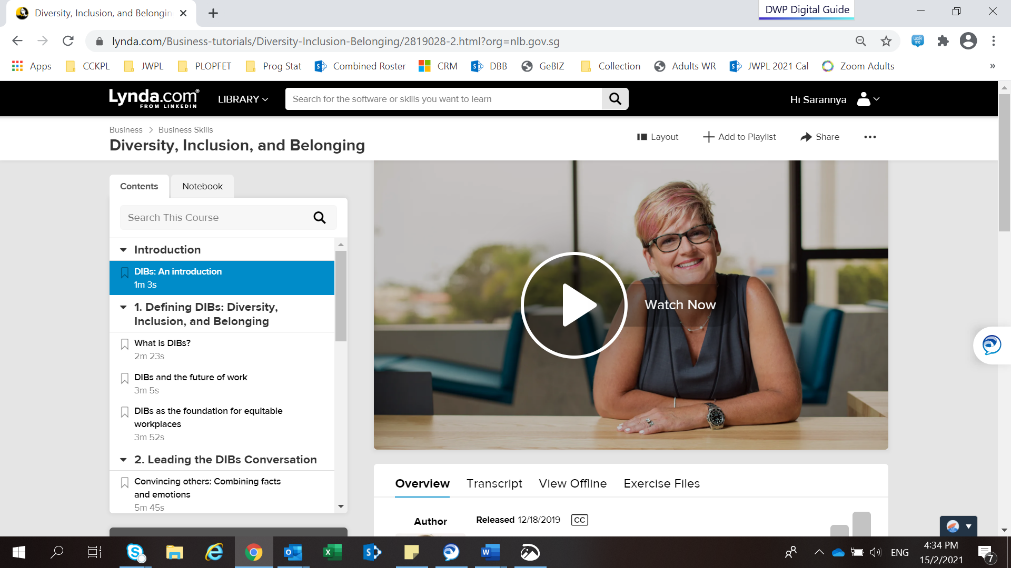 DWP Digital Guide
Diversity, Inclusion, and Belongin
lynda.com/Business-tutorials/Diversity-Inclusion-Belonging/2819028-2.html?org=nlb.gov.sg
Apps CCKPL JWPL PLOPFET Prog Stat Combined Roster CRM DBB GeBIZ Collection Adults WR JWPL 2021 Cal Zoom Adults »
Lynda.com FROM LINKEDIN LIBRARY Search for the software or skills you want to learn Hi Sarannya
Business > Business Skills
Diversity, Inclusion, and Belonging
Layout Add to Playlist Share
Contents Notebook
Search This Course
Introduction
DIBs: An introduction
1m 3s
1. Defining DIBs: Diversity,
Inclusion, and Belonging
What Is DIBs?
2m 23s
DIBs and the future of work
3m 5s
DIBs as the foundation for equitable
workplaces
3m 52s
2. Leading the DIBs Conversation
Convincing others: Combining facts
and emotions
5m 45s
Watch Now
Overview Transcript View Offline Exercise Files
Author Released 12/18/2019 CC
ENG
4:34 PM
15/2/2021
7